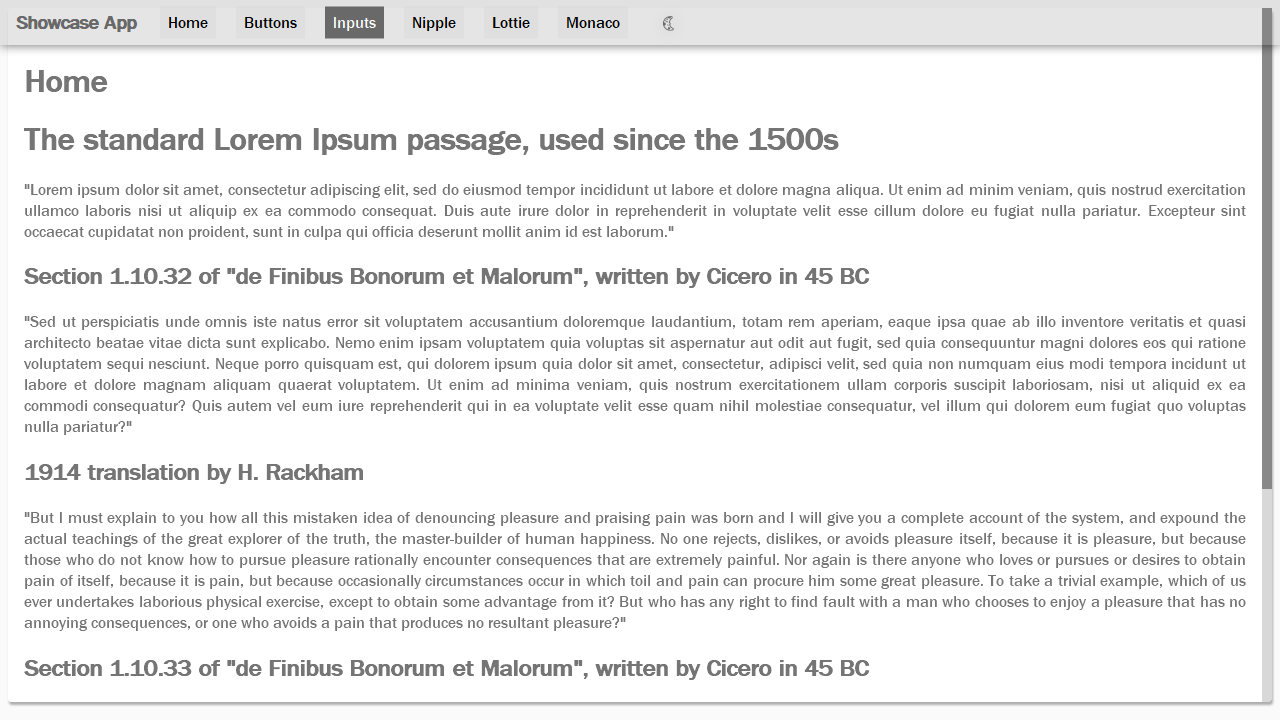 Showcase App Home Buttons Inputs Nipple Lottie Monaco
Home
The standard Lorem Ipsum passage, used since the 1500s
"Lorem ipsum dolor sit amet, consectetur adipiscing elit, sed do eiusmod tempor incididunt ut labore et dolore magna aliqua. Ut enim ad minim veniam, quis nostrud exercitation
ullamco laboris nisi ut aliquip ex ea commodo consequat. Duis aute irure dolor in reprehenderit in voluptate velit esse cillum dolore eu fugiat nulla pariatur. Excepteur sint
occaecat cupidatat non proident, sunt in culpa qui officia deserunt mollit anim id est laborum."
Section 1.10.32 of "de Finibus Bonorum et Malorum", written by Cicero in 45 BC
"Sed ut perspiciatis unde omnis iste natus error sit voluptatem accusantium doloremque laudantium, totam rem aperiam, eaque ipsa quae ab illo inventore veritatis et quasi
architecto beatae vitae dicta sunt explicabo. Nemo enim ipsam voluptatem quia voluptas sit aspernatur aut odit aut fugit, sed quia consequuntur magni dolores eos qui ratione
voluptatem sequi nesciunt. Neque porro quisquam est, qui dolorem ipsum quia dolor sit amet, consectetur, adipisci velit, sed quia non numquam eius modi tempora incidunt ut
labore et dolore magnam aliquam quaerat voluptatem. Ut enim ad minima veniam, quis nostrum exercitationem ullam corporis suscipit laboriosam, nisi ut aliquid ex ea
commodi consequatur? Quis autem vel eum iure reprehenderit qui in ea voluptate velit esse quam nihil molestiae consequatur, vel illum qui dolorem eum fugiat quo voluptas
nulla pariatur?"
1914 translation by H. Rackham
"But I must explain to you how all this mistaken idea of denouncing pleasure and praising pain was born and I will give you a complete account of the system, and expound the
actual teachings of the great explorer of the truth, the master-builder of human happiness. No one rejects, dislikes, or avoids pleasure itself, because it is pleasure, but because
those who do not know how to pursue pleasure rationally encounter consequences that are extremely painful. Nor again is there anyone who loves or pursues or desires to obtain
pain of itself, because it is pain, but because occasionally circumstances occur in which toil and pain can procure him some great pleasure. To take a trivial example, which of us
ever undertakes laborious physical exercise, except to obtain some advantage from it? But who has any right to find fault with a man who chooses to enjoy a pleasure that has no
annoying consequences, or one who avoids a pain that produces no resultant pleasure?"
Section 1.10.33 of "de Finibus Bonorum et Malorum", written by Cicero in 45 BC